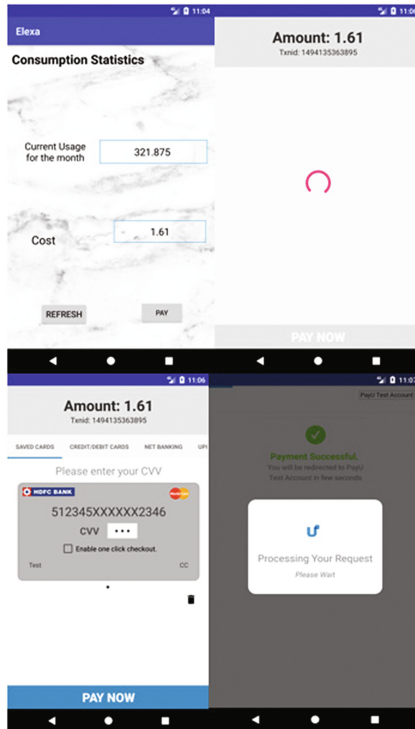 11:04
Elexa
Consumption Statistics
Current Usage
for the month
321.875
Cost
1.61
REFRESH
PAY
11:06
Amount: 1.61
Txnid: 1494135363895
PAY NOW
11:06
Amount: 1.61
Txnid: 1494135363895
SAVED CARDS CREDIT/DEBIT CARDS NET BANKING UPI
Please enter your CVV
HDFC BANK
512345XXXXXX2346
CVV •••
Enable one click checkout.
Test CC
PAY NOW
11:07
PayU Test Account
Payment Successful.
You will be redirected to PayU
Test Account in few seconds
Processing Your Request
Please Wait